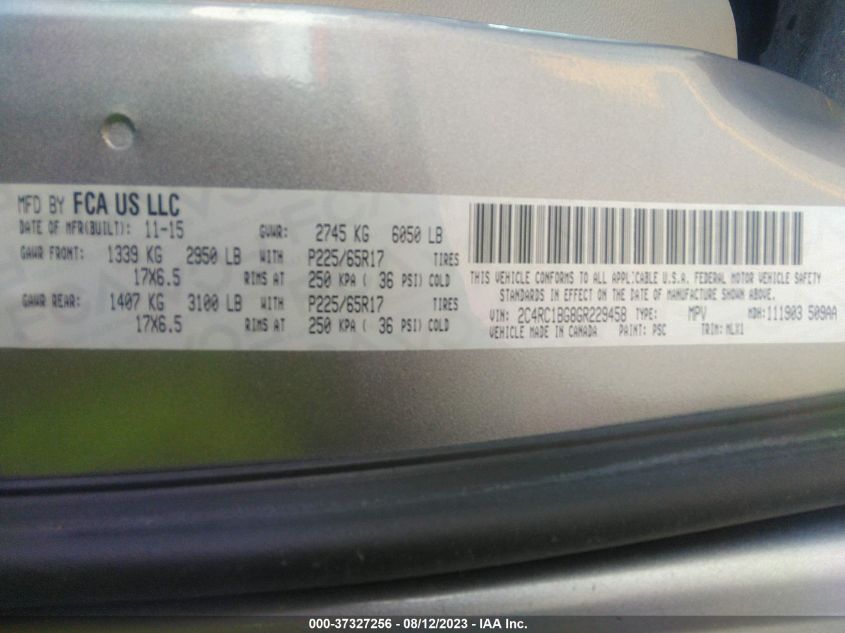 MFD BY FCA US LLC
DATE OF MFR(BUILT): 11-15 GVWR: 2745 KG 6050 LB
GAWR FRONT: 1339 KG 2950 LB WITH P225/65R17 TIRES
17X6.5 RIMS AT 250 KPA ( 36 PSI) COLD
GAWR REAR: 1407 KG 3100 LB WITH P225/65R17 TIRES
17X6.5 RIMS AT 250 KPA ( 36 PSI) COLD
THIS VEHICLE CONFORMS TO ALL APPLICABLE U.S.A. FEDERAL MOTOR VEHICLE SAFETY
STANDARDS IN EFFECT ON THE DATE OF MANUFACTURE SHOWN ABOVE.
VIN: 2C4RC1BG8GR229458 TYPE: MPV MDH: 111903 509AA
VEHICLE MADE IN CANADA PAINT: PSC TRIM: MLX1
000-37327256 - 08/12/2023 - IAA Inc.